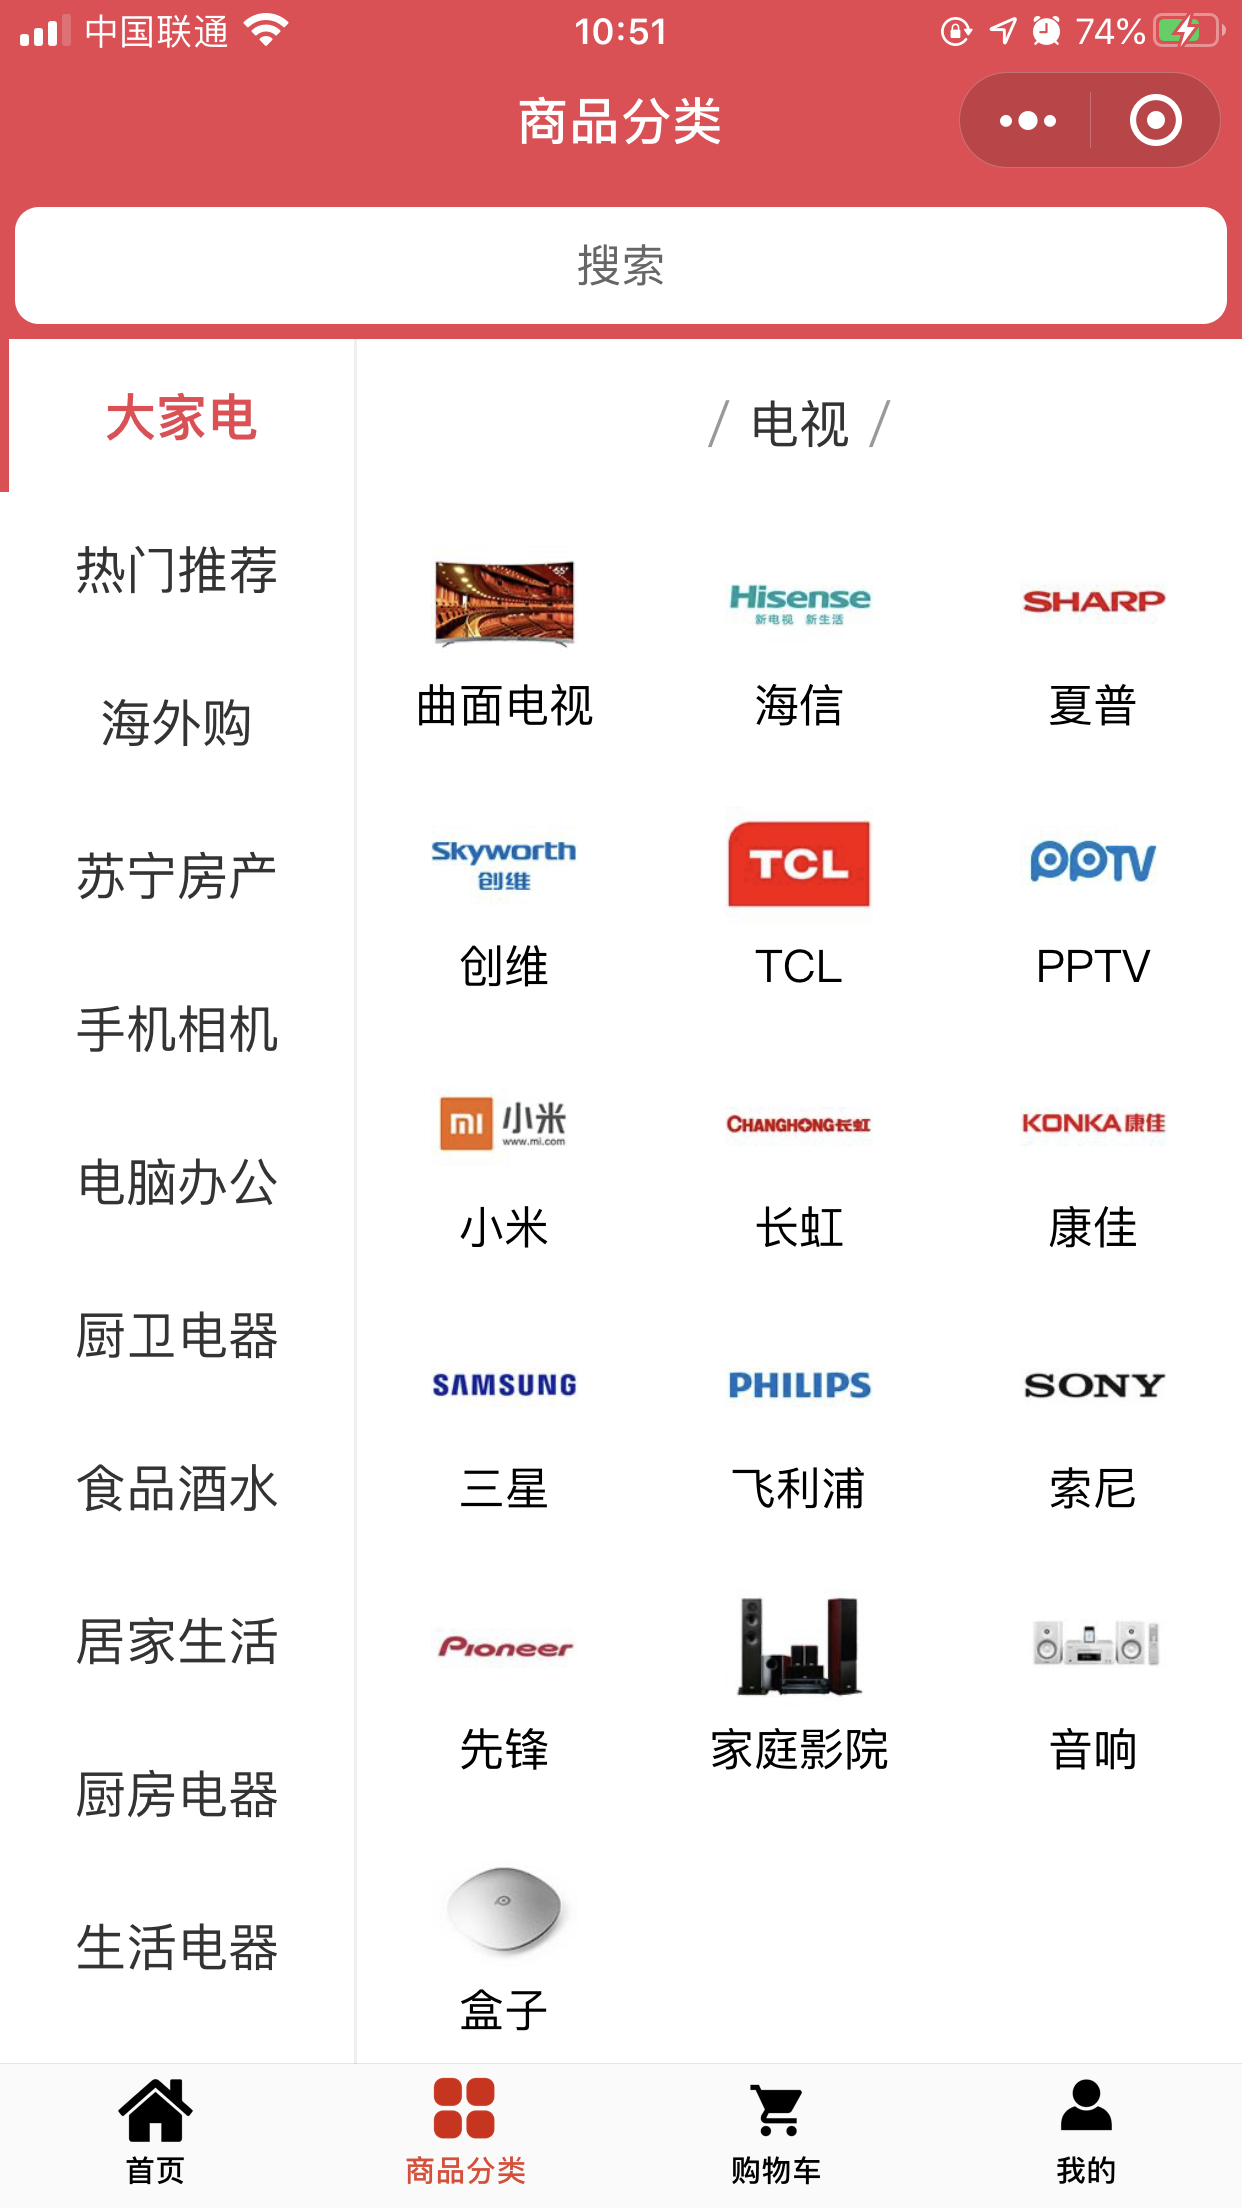 中国联通 10:51 74%
商品分类
搜索
大家电
热门推荐
海外购
苏宁房产
手机相机
电脑办公
厨卫电器
食品酒水
居家生活
厨房电器
生活电器
/ 电视 /
55"
Hisense
新电视 新生活
SHARP
曲面电视 海信 夏普
Skyworth
创维
TCL
PPTV
创维 TCL PPTV
mi 小米
www.mi.com
CHANGHONG长虹
KONKA康佳
小米 长虹 康佳
SAMSUNG PHILIPS SONY
三星 飞利浦 索尼
Pioneer
先锋 家庭影院 音响
盒子
首页 商品分类 购物车 我的